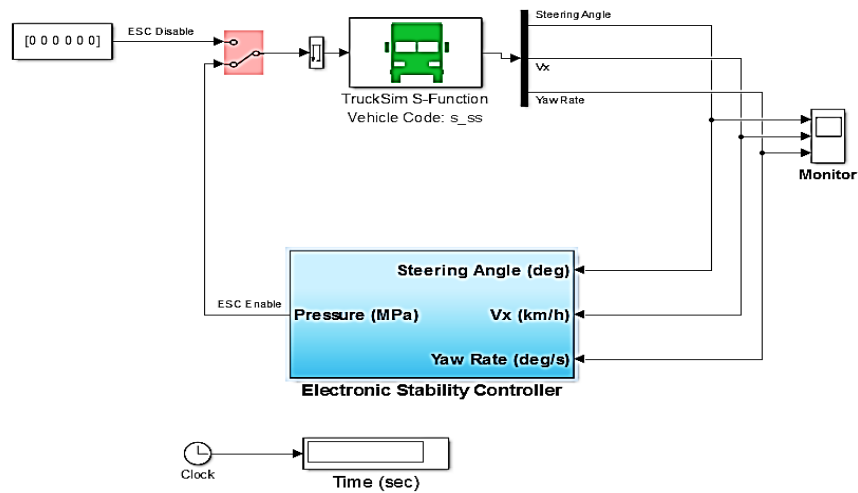 [0 0 0 0 0 0]
ESC Disable
TruckSim S-Function
Vehicle Code: s_ss
Steering Angle
Vx
Yaw Rate
Monitor
Steering Angle (deg)
ESC Enable
Pressure (MPa)
Vx (km/h)
Yaw Rate (deg/s)
Electronic Stability Controller
Clock
Time (sec)